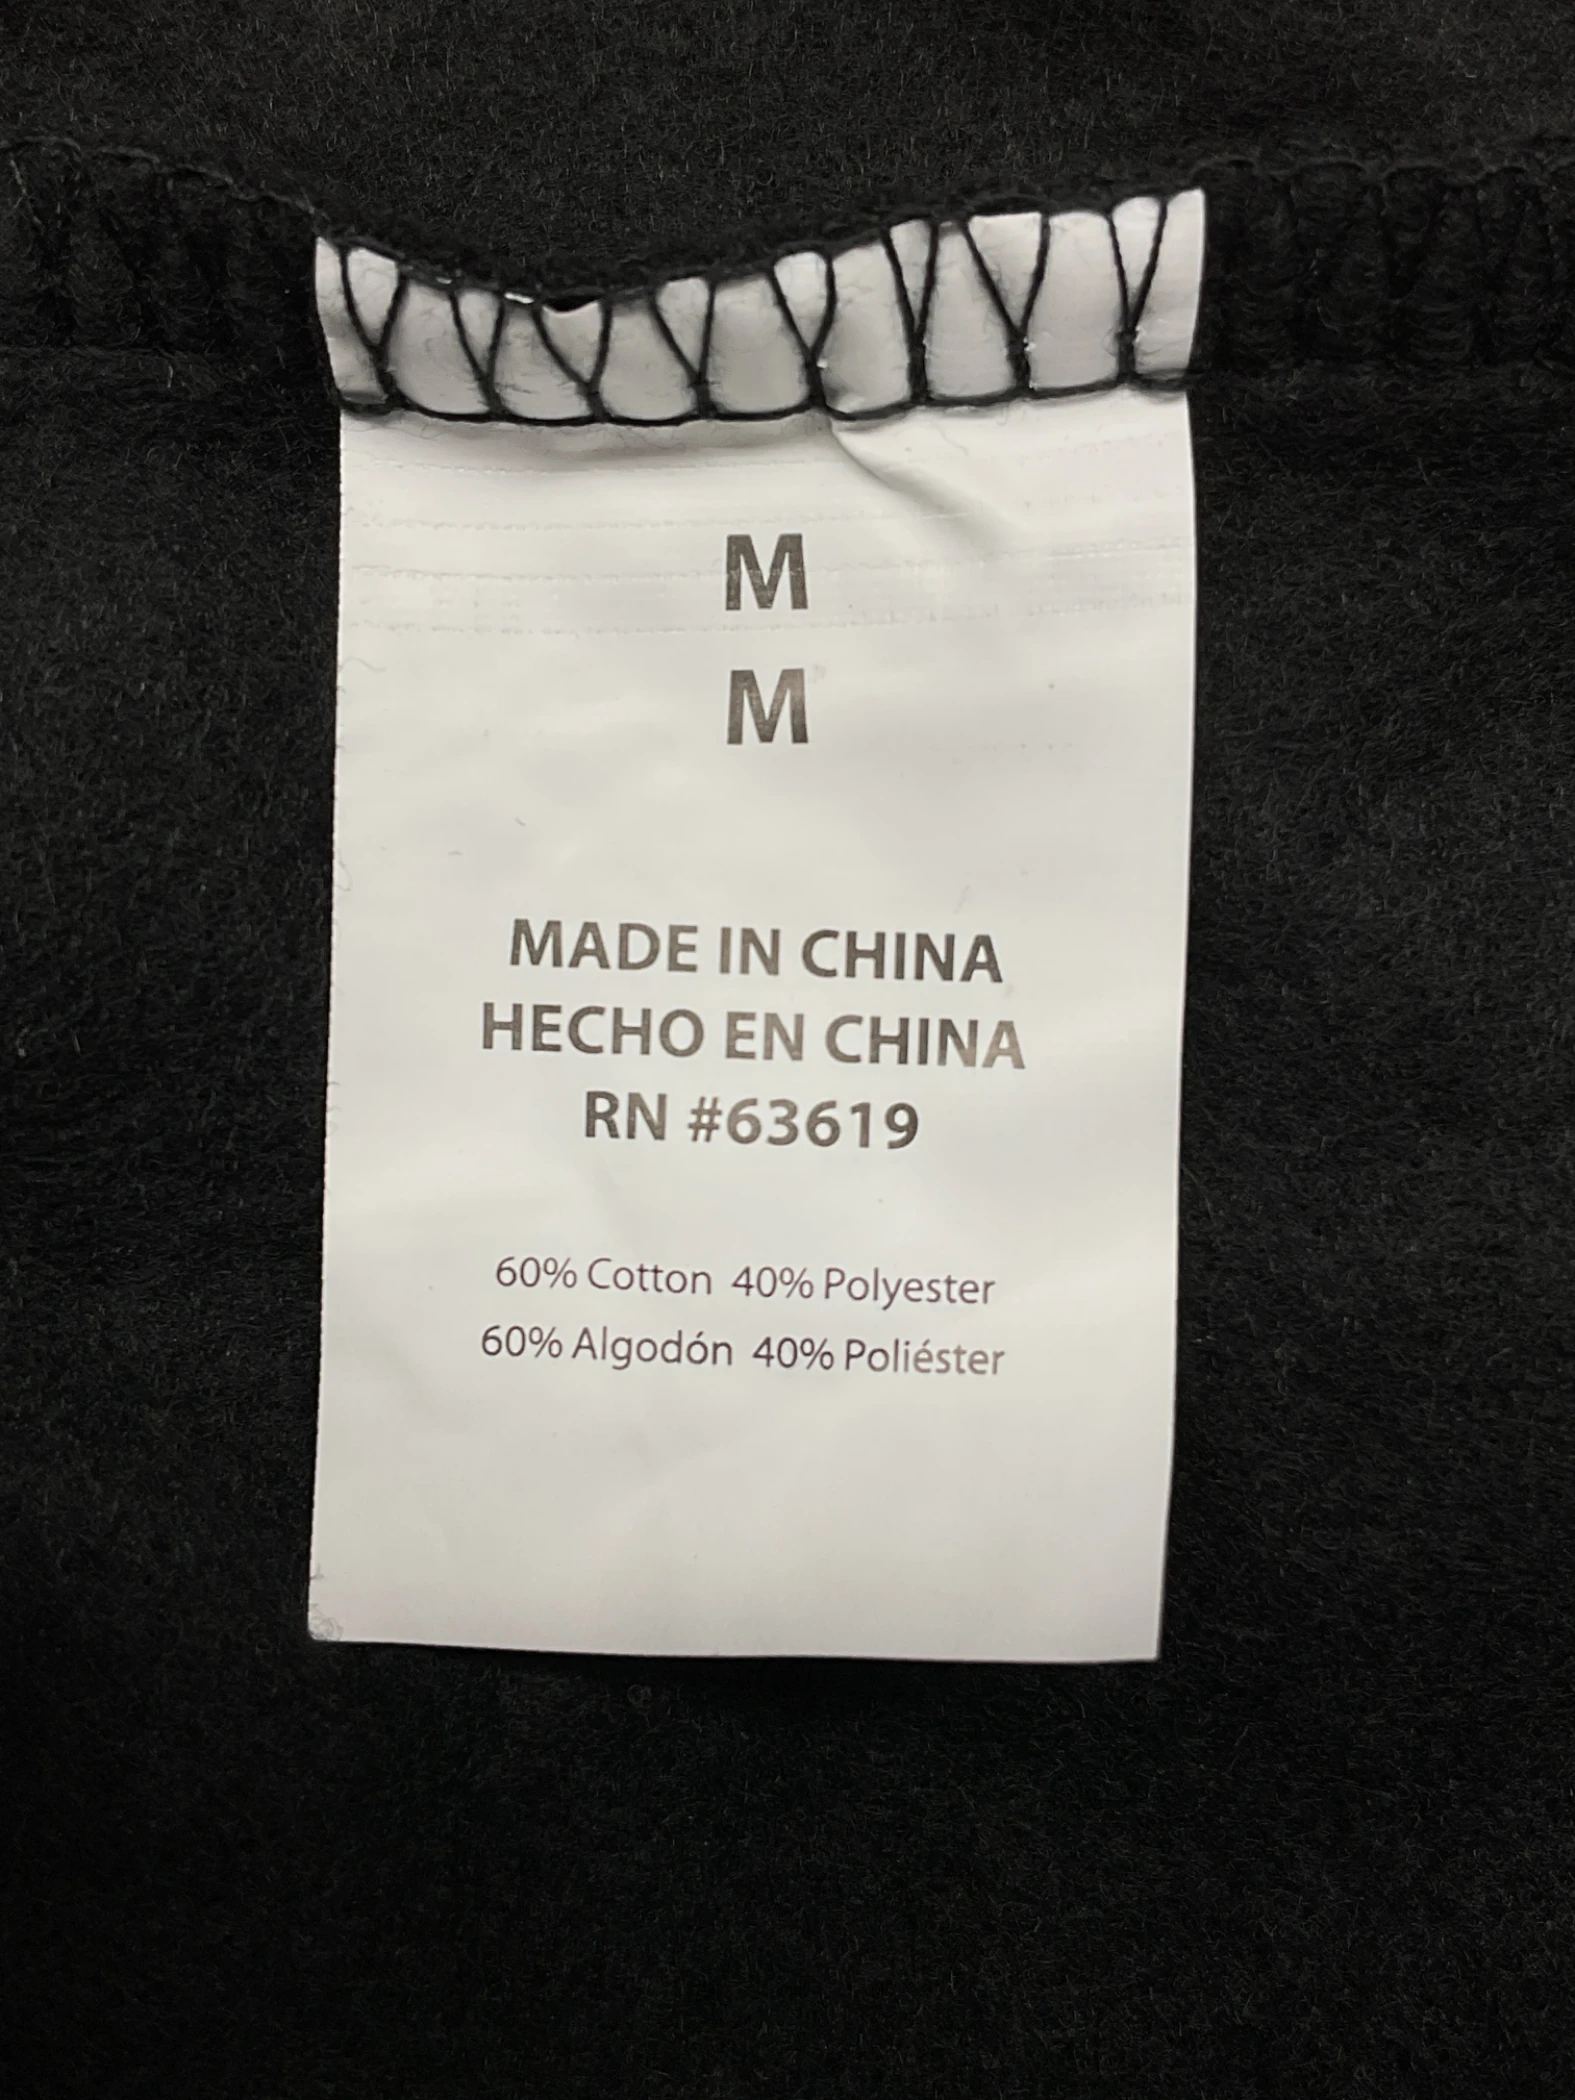 M
M
MADE IN CHINA
HECHO EN CHINA
RN #63619
60% Cotton 40% Polyester
60% Algodón 40% Poliéster